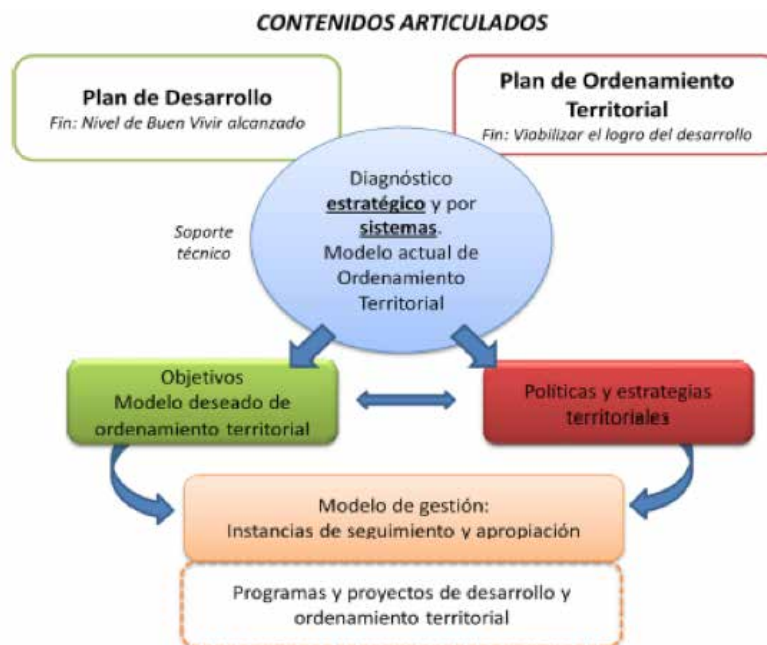 CONTENIDOS ARTICULADOS
Plan de Desarrollo
Fin: Nivel de Buen Vivir alcanzado
Plan de Ordenamiento
Territorial
Fin: Viabilizar el logro del desarrollo
Diagnóstico
estratégico y por
sistemas.
Modelo actual de
Ordenamiento
Territorial
Soporte
técnico
Objetivos
Modelo deseado de
ordenamiento territorial
Políticas y estrategias
territoriales
Modelo de gestión:
Instancias de seguimiento y apropiación
Programas y proyectos de desarrollo y
ordenamiento territorial